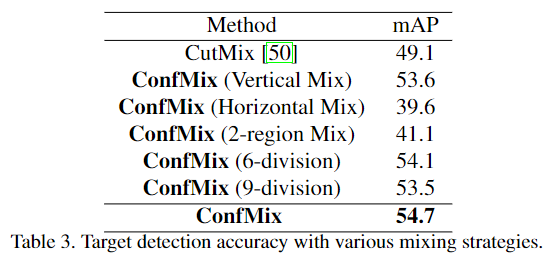 Method mAP
CutMix [50] 49.1
ConfMix (Vertical Mix) 53.6
ConfMix (Horizontal Mix) 39.6
ConfMix (2-region Mix) 41.1
ConfMix (6-division) 54.1
ConfMix (9-division) 53.5
ConfMix 54.7
Table 3. Target detection accuracy with various mixing strategies.